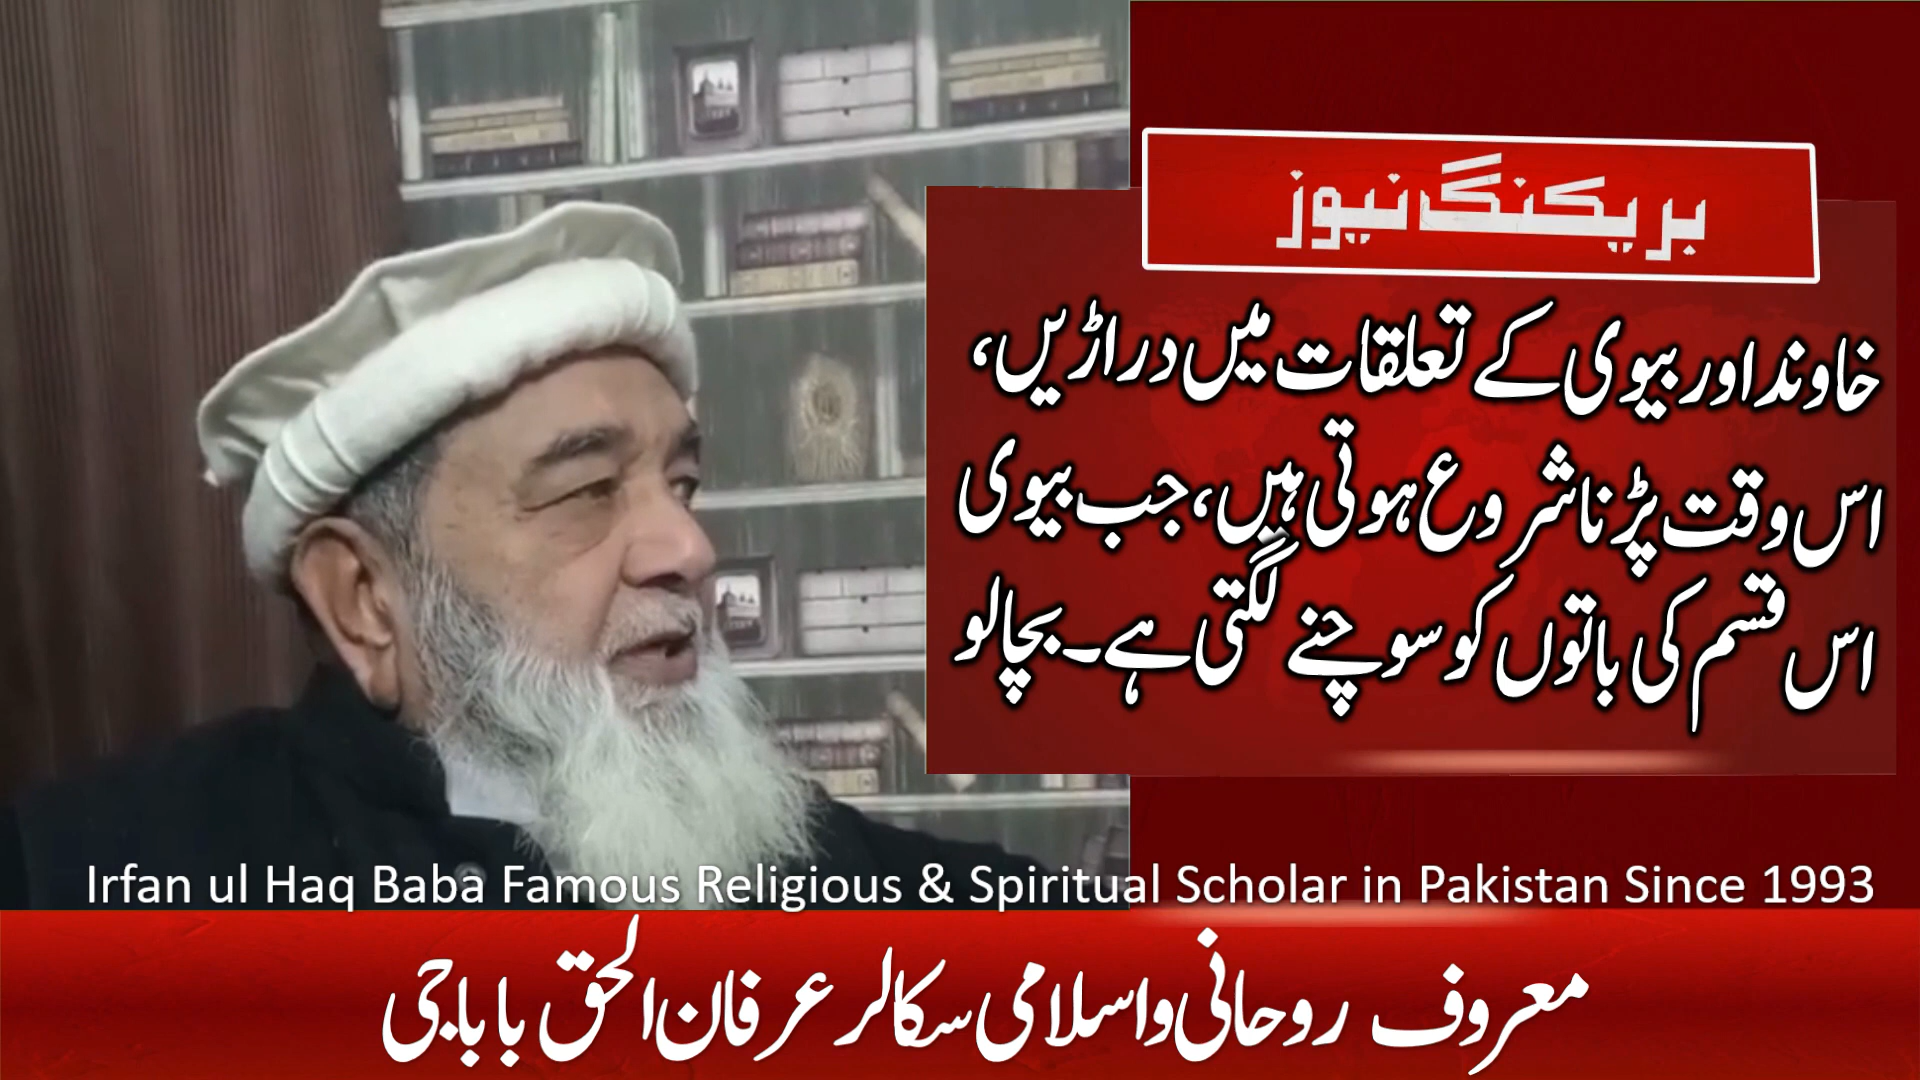 بریکنگ نیوز
خاوند اور بیوی کے تعلقات میں دراڑیں،
اس وقت پڑنا شروع ہوتی ہیں، جب بیوی
اس قسم کی باتوں کو سوچنے لگتی ہے۔ بچالو
Irfan ul Haq Baba Famous Religious & Spiritual Scholar in Pakistan Since 1993
معروف روحانی و اسلامی سکالر عرفان الحق بابا جی